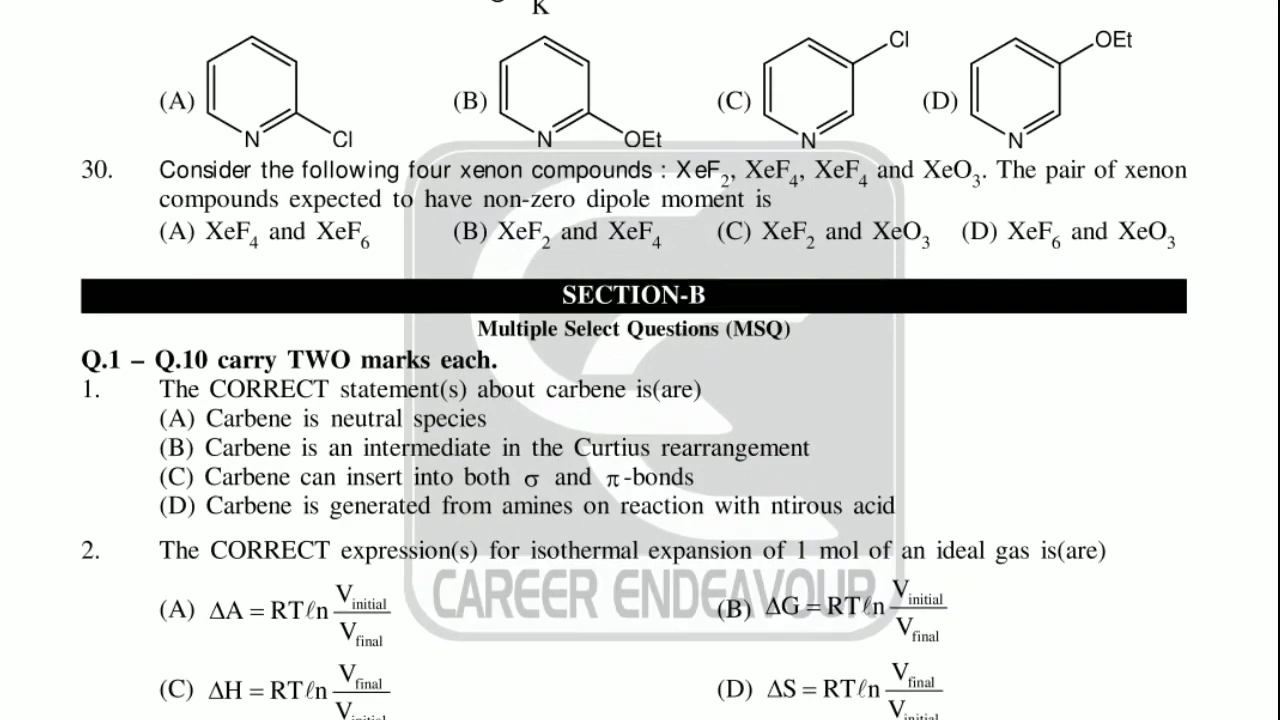 K
(A) N Cl (B) N OEt (C) Cl N (D) OEt N
30. Consider the following four xenon compounds : XeF2, XeF4, XeF4 and XeO3. The pair of xenon
compounds expected to have non-zero dipole moment is
(A) XeF4 and XeF6 (B) XeF2 and XeF4 (C) XeF2 and XeO3 (D) XeF6 and XeO3
SECTION-B
Multiple Select Questions (MSQ)
Q.1 – Q.10 carry TWO marks each.
1. The CORRECT statement(s) about carbene is(are)
(A) Carbene is neutral species
(B) Carbene is an intermediate in the Curtius rearrangement
(C) Carbene can insert into both σ and π-bonds
(D) Carbene is generated from amines on reaction with ntirous acid
2. The CORRECT expression(s) for isothermal expansion of 1 mol of an ideal gas is(are)
CAREER ENDEAVOUR
(A) ΔA = RTℓn Vinitial / Vfinal (B) ΔG = RTℓn Vinitial / Vfinal
(C) ΔH = RTℓn Vfinal / Vinitial (D) ΔS = RTℓn Vfinal / Vinitial